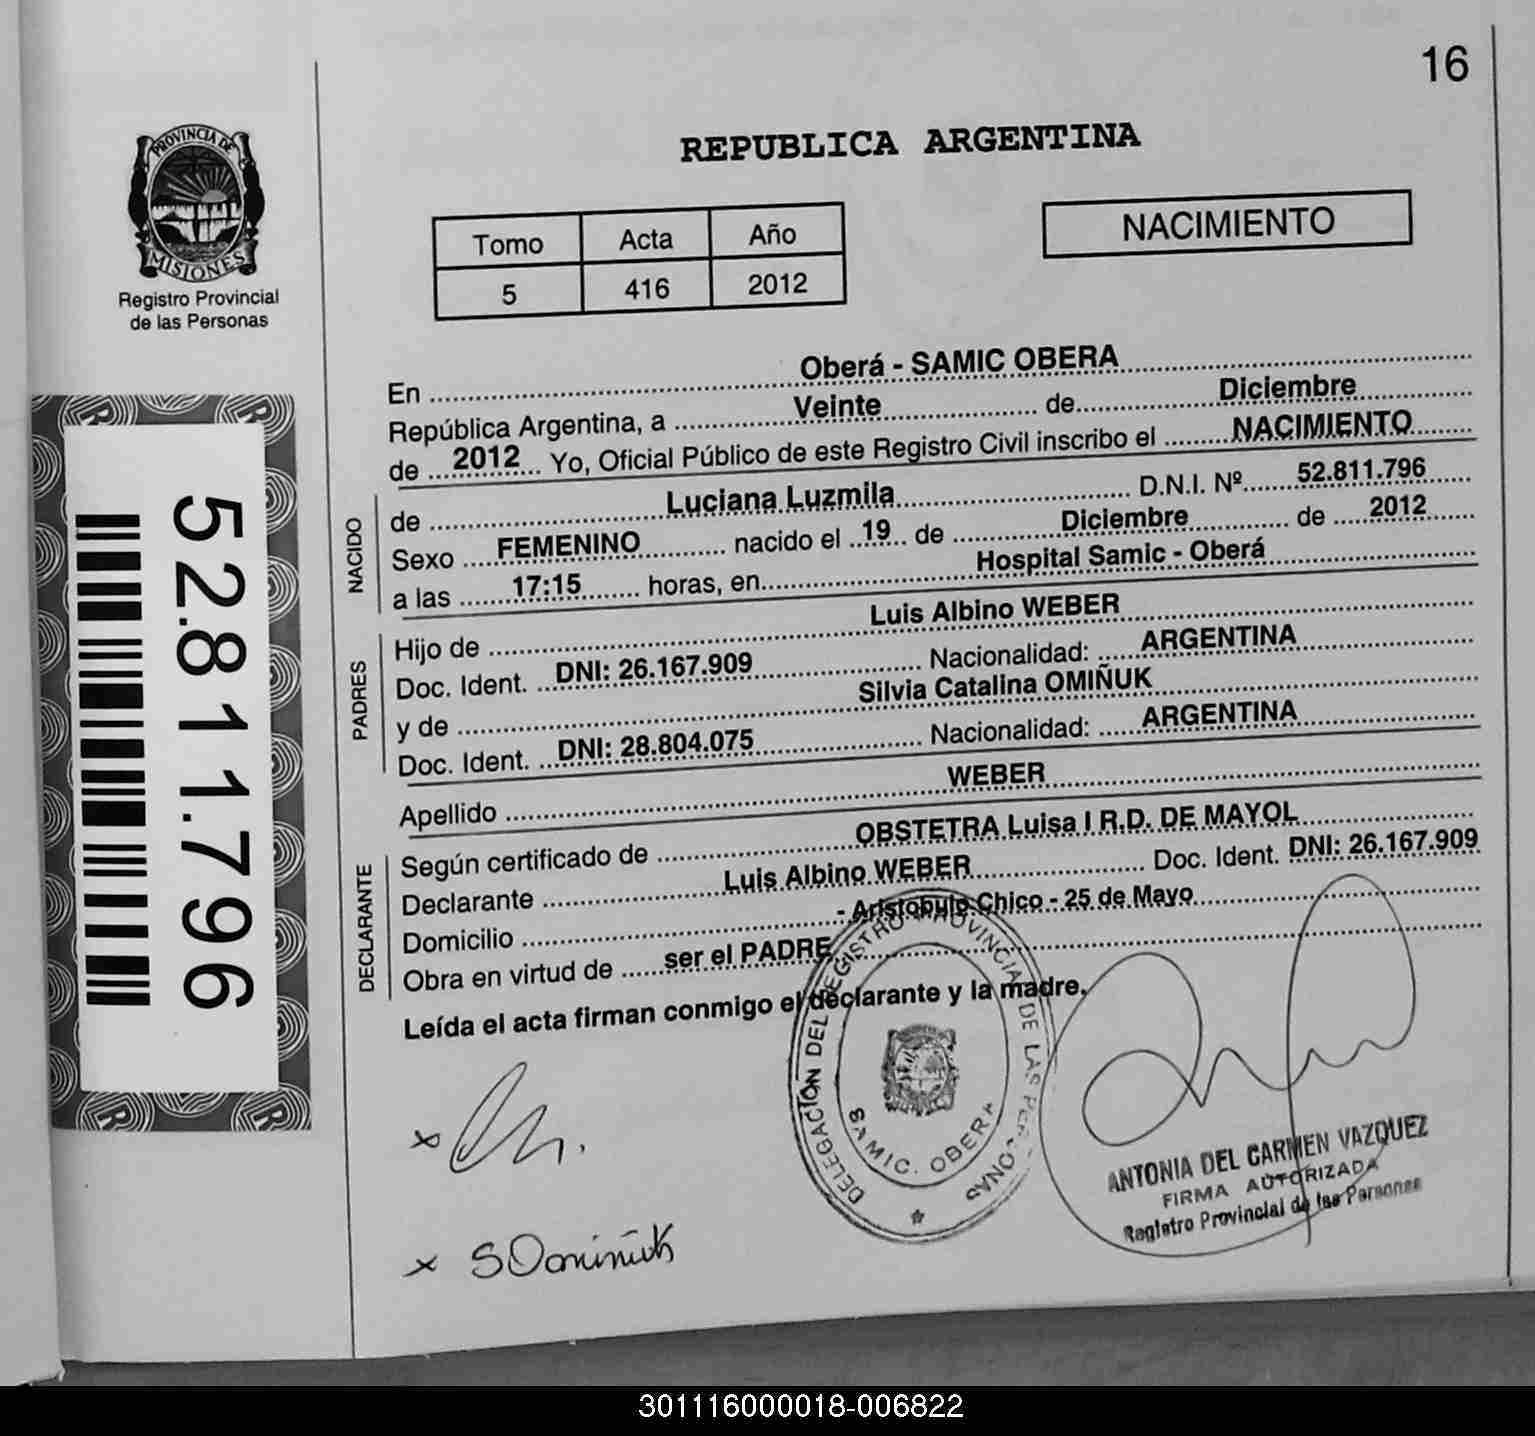 16
PROVINCIA DE
MISIONES
Registro Provincial
de las Personas
REPUBLICA ARGENTINA
Tomo Acta Año
5 416 2012
NACIMIENTO
52.811.796
En Oberá - SAMIC OBERA
República Argentina, a Veinte de Diciembre
de 2012 Yo, Oficial Público de este Registro Civil inscribo el NACIMIENTO
NACIDO
de Luciana Luzmila D.N.I. Nº 52.811.796
Sexo FEMENINO nacido el 19 de Diciembre de 2012
a las 17:15 horas, en Hospital Samic - Oberá
PADRES
Hijo de Luis Albino WEBER
Doc. Ident. DNI: 26.167.909 Nacionalidad: ARGENTINA
y de Silvia Catalina OMIÑUK
Doc. Ident. DNI: 28.804.075 Nacionalidad: ARGENTINA
Apellido WEBER
DECLARANTE
Según certificado de OBSTETRA Luisa I R.D. DE MAYOL
Declarante Luis Albino WEBER Doc. Ident. DNI: 26.167.909
Domicilio - Aristobulo Chico - 25 de Mayo
Obra en virtud de ser el PADRE
Leída el acta firman conmigo el declarante y la madre.
DELEGACIÓN DEL REGISTRO PROVINCIAL DE LAS PERSONAS
SAMIC. OBERA
ANTONIA DEL CARMEN VAZQUEZ
FIRMA AUTORIZADA
Registro Provincial de las Personas
301116000018-006822